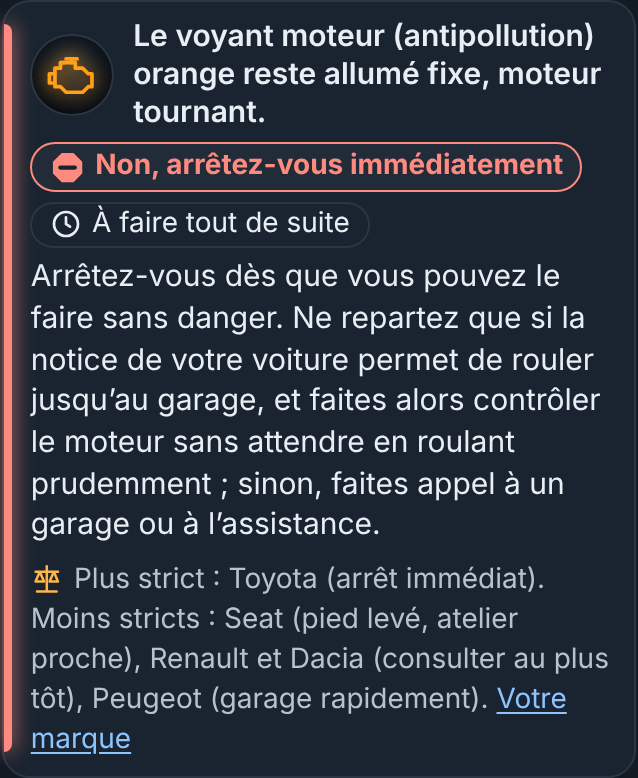 Le voyant moteur (antipollution)
orange reste allumé fixe, moteur
tournant.
Non, arrêtez-vous immédiatement
À faire tout de suite
Arrêtez-vous dès que vous pouvez le
faire sans danger. Ne repartez que si la
notice de votre voiture permet de rouler
jusqu’au garage, et faites alors contrôler
le moteur sans attendre en roulant
prudemment ; sinon, faites appel à un
garage ou à l’assistance.
Plus strict : Toyota (arrêt immédiat).
Moins stricts : Seat (pied levé, atelier
proche), Renault et Dacia (consulter au plus
tôt), Peugeot (garage rapidement). Votre
marque